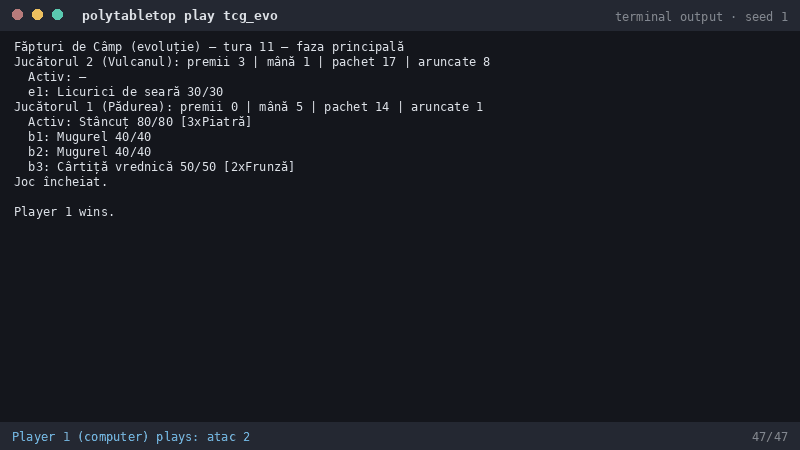 polytabletop play tcg_evo
terminal output · seed 1
Făpturi de Câmp (evoluție) — tura 11 — faza principală
Jucătorul 2 (Vulcanul): premii 3 | mână 1 | pachet 17 | aruncate 8
Activ: —
e1: Licurici de seară 30/30
Jucătorul 1 (Pădurea): premii 0 | mână 5 | pachet 14 | aruncate 1
Activ: Stâncuț 80/80 [3xPiatră]
b1: Mugurel 40/40
b2: Mugurel 40/40
b3: Cârtiță vrednică 50/50 [2xFrunză]
Joc încheiat.
Player 1 wins.
Player 1 (computer) plays: atac 2
47/47